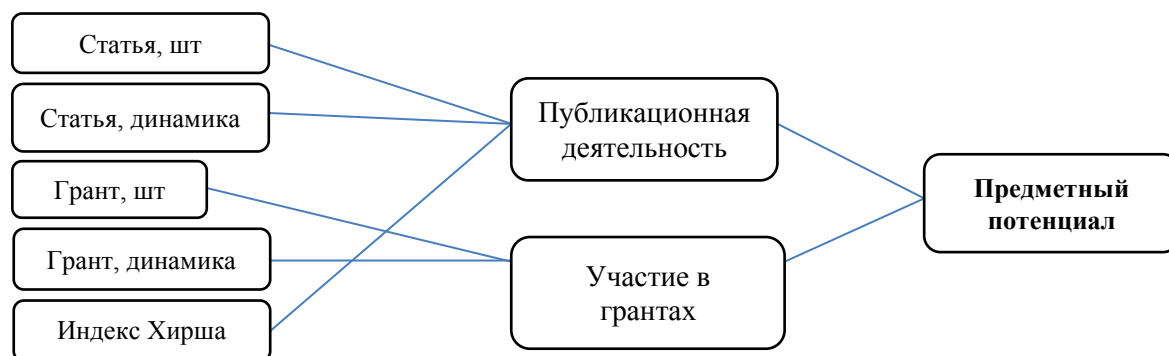 Статья, шт
Статья, динамика
Грант, шт
Грант, динамика
Индекс Хирша
Публикационная
деятельность
Участие в
грантах
Предметный
потенциал